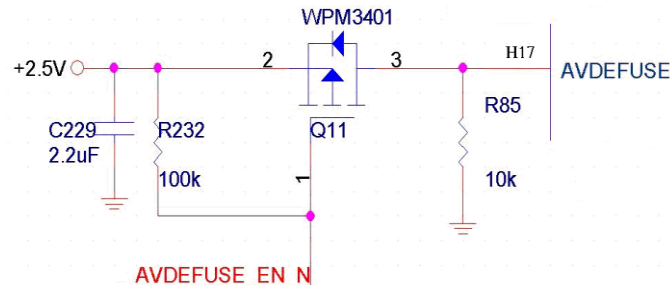 WPM3401
+2.5V
2
3
H17
AVDEFUSE
C229
2.2uF
R232
100k
Q11
1
R85
10k
AVDEFUSE_EN_N